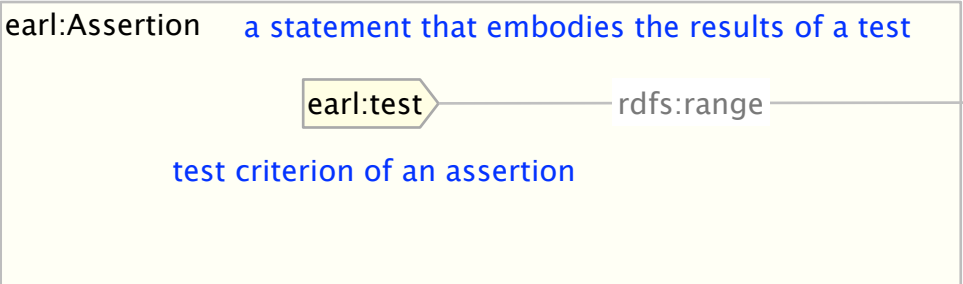 earl:Assertion a statement that embodies the results of a test
earl:test rdfs:range
test criterion of an assertion